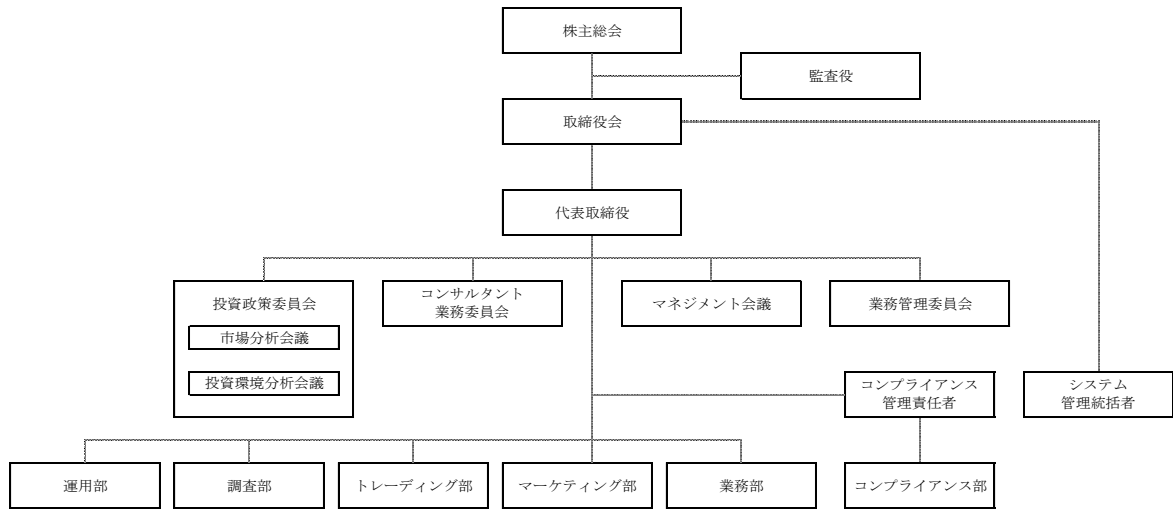 株主総会
監査役
取締役会
代表取締役
投資政策委員会
市場分析会議
投資環境分析会議
コンサルタント
業務委員会
マネジメント会議
業務管理委員会
コンプライアンス
管理責任者
システム
管理統括者
運用部
調査部
トレーディング部
マーケティング部
業務部
コンプライアンス部